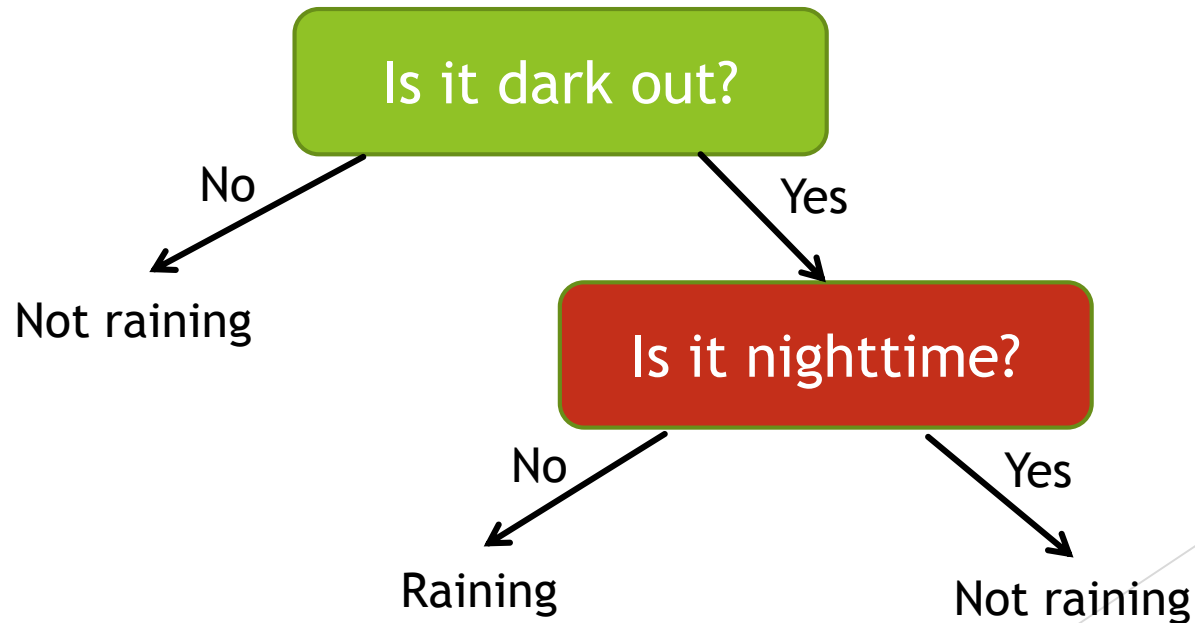 Is it dark out?
No
Yes
Not raining
Is it nighttime?
No
Yes
Raining
Not raining